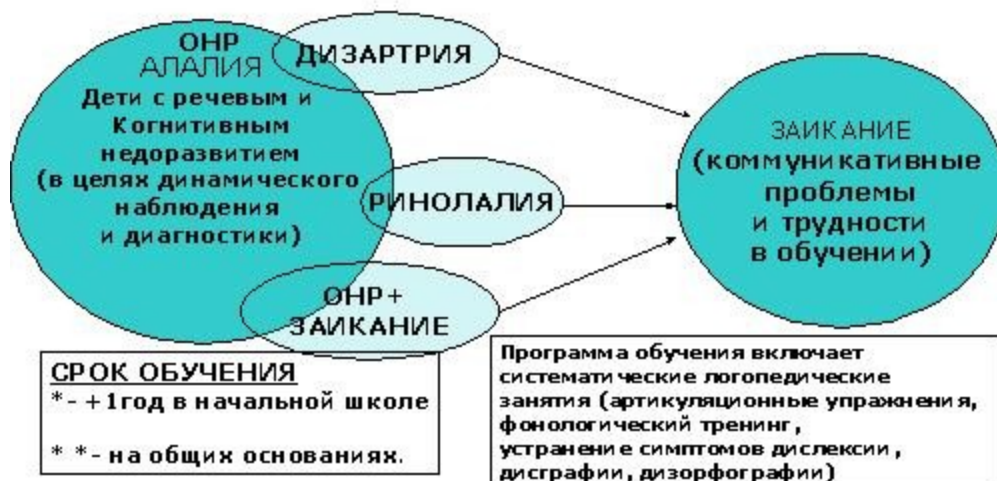 ОНР
АЛАЛИЯ
Дети с речевым и
Когнитивным
недоразвитием
(в целях динамического
наблюдения
и диагностики)
ДИЗАРТРИЯ
РИНОЛАЛИЯ
ОНР+
ЗАИКАНИЕ
ЗАИКАНИЕ
(коммуникативные
проблемы
и трудности
в обучении)
СРОК ОБУЧЕНИЯ
*- +1год в начальной школе
* *- на общих основаниях.
Программа обучения включает
систематические логопедические
занятия (артикуляционные упражнения,
фонологический тренинг,
устранение симптомов дислексии,
дисграфии, дизорфографии)